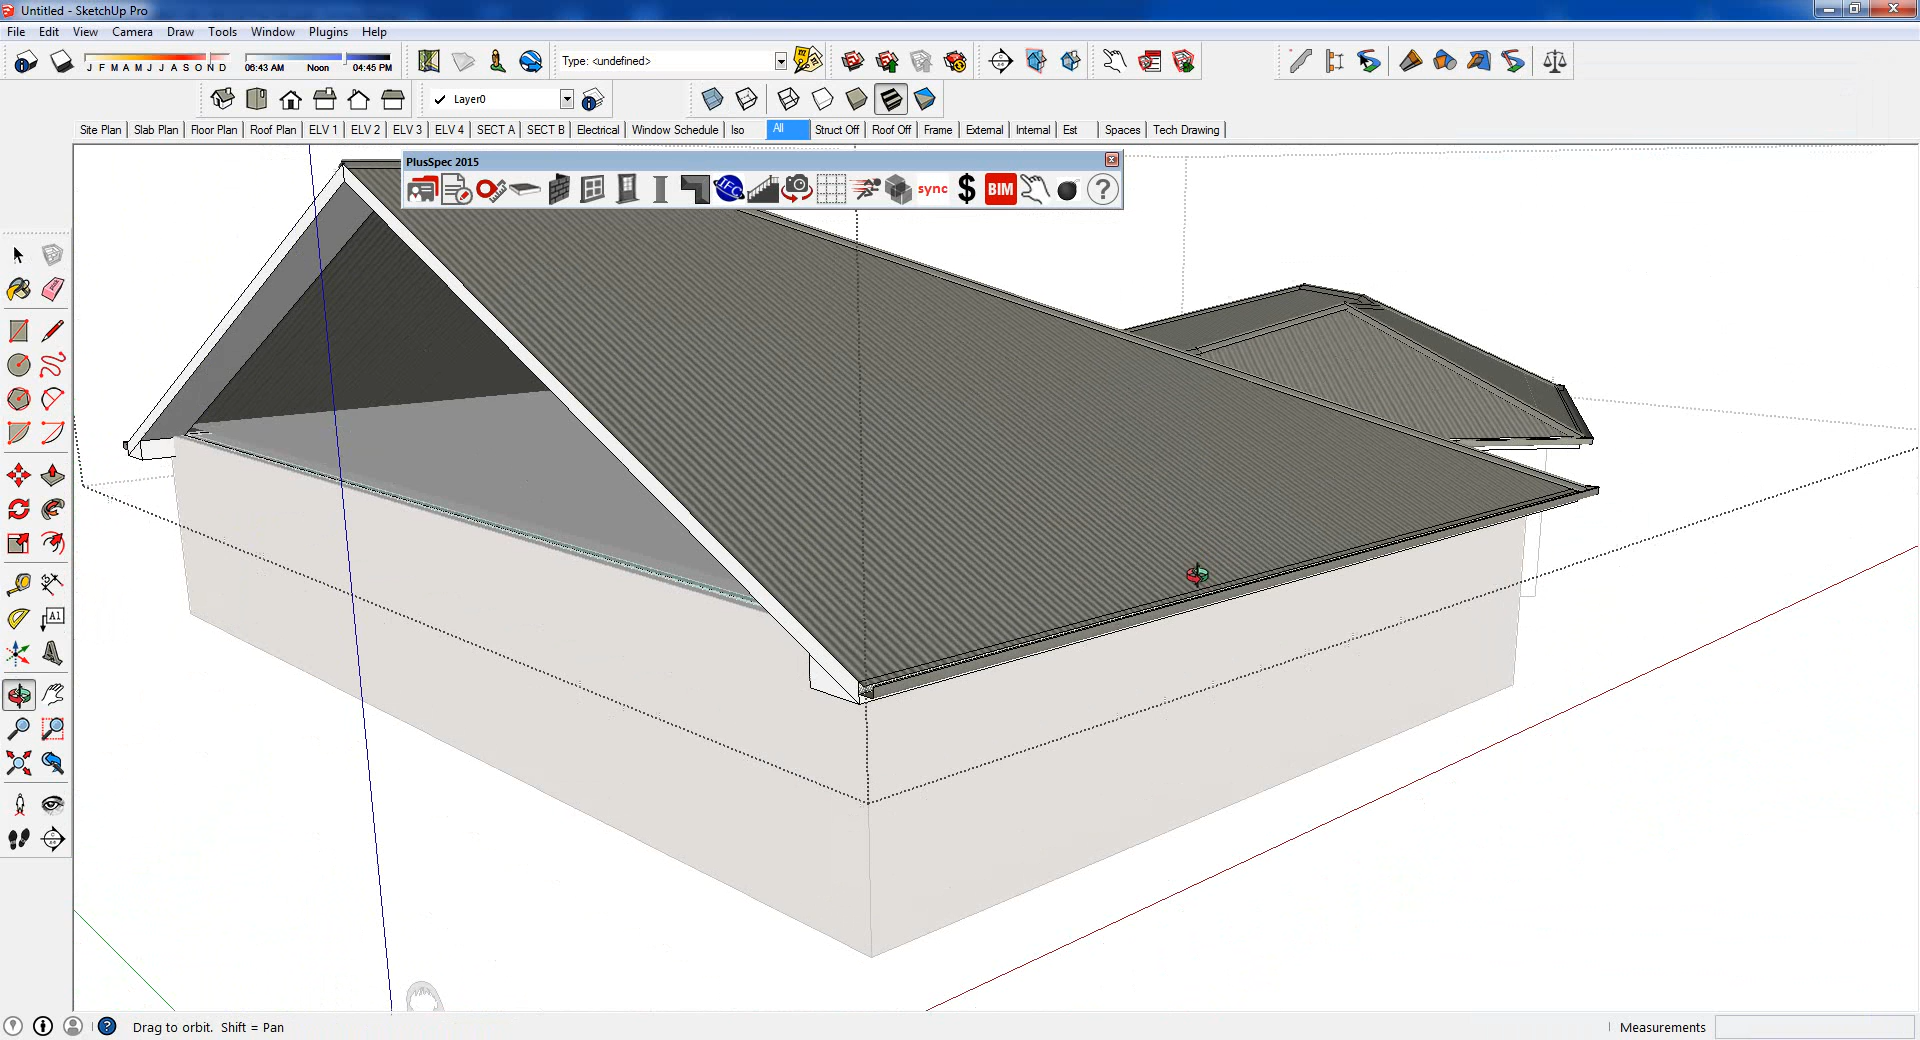 Untitled - SketchUp Pro
File Edit View Camera Draw Tools Window Plugins Help
J F M A M J J A S O N D
06:43 AM Noon 04:45 PM
Type: <undefined>
Layer0
Site Plan Slab Plan Floor Plan Roof Plan ELV 1 ELV 2 ELV 3 ELV 4 SECT A SECT B Electrical Window Schedule Iso All Struct Off Roof Off Frame External Internal Est Spaces Tech Drawing
PlusSpec 2015
IFC sync $ BIM ?
A1
Drag to orbit. Shift = Pan
Measurements